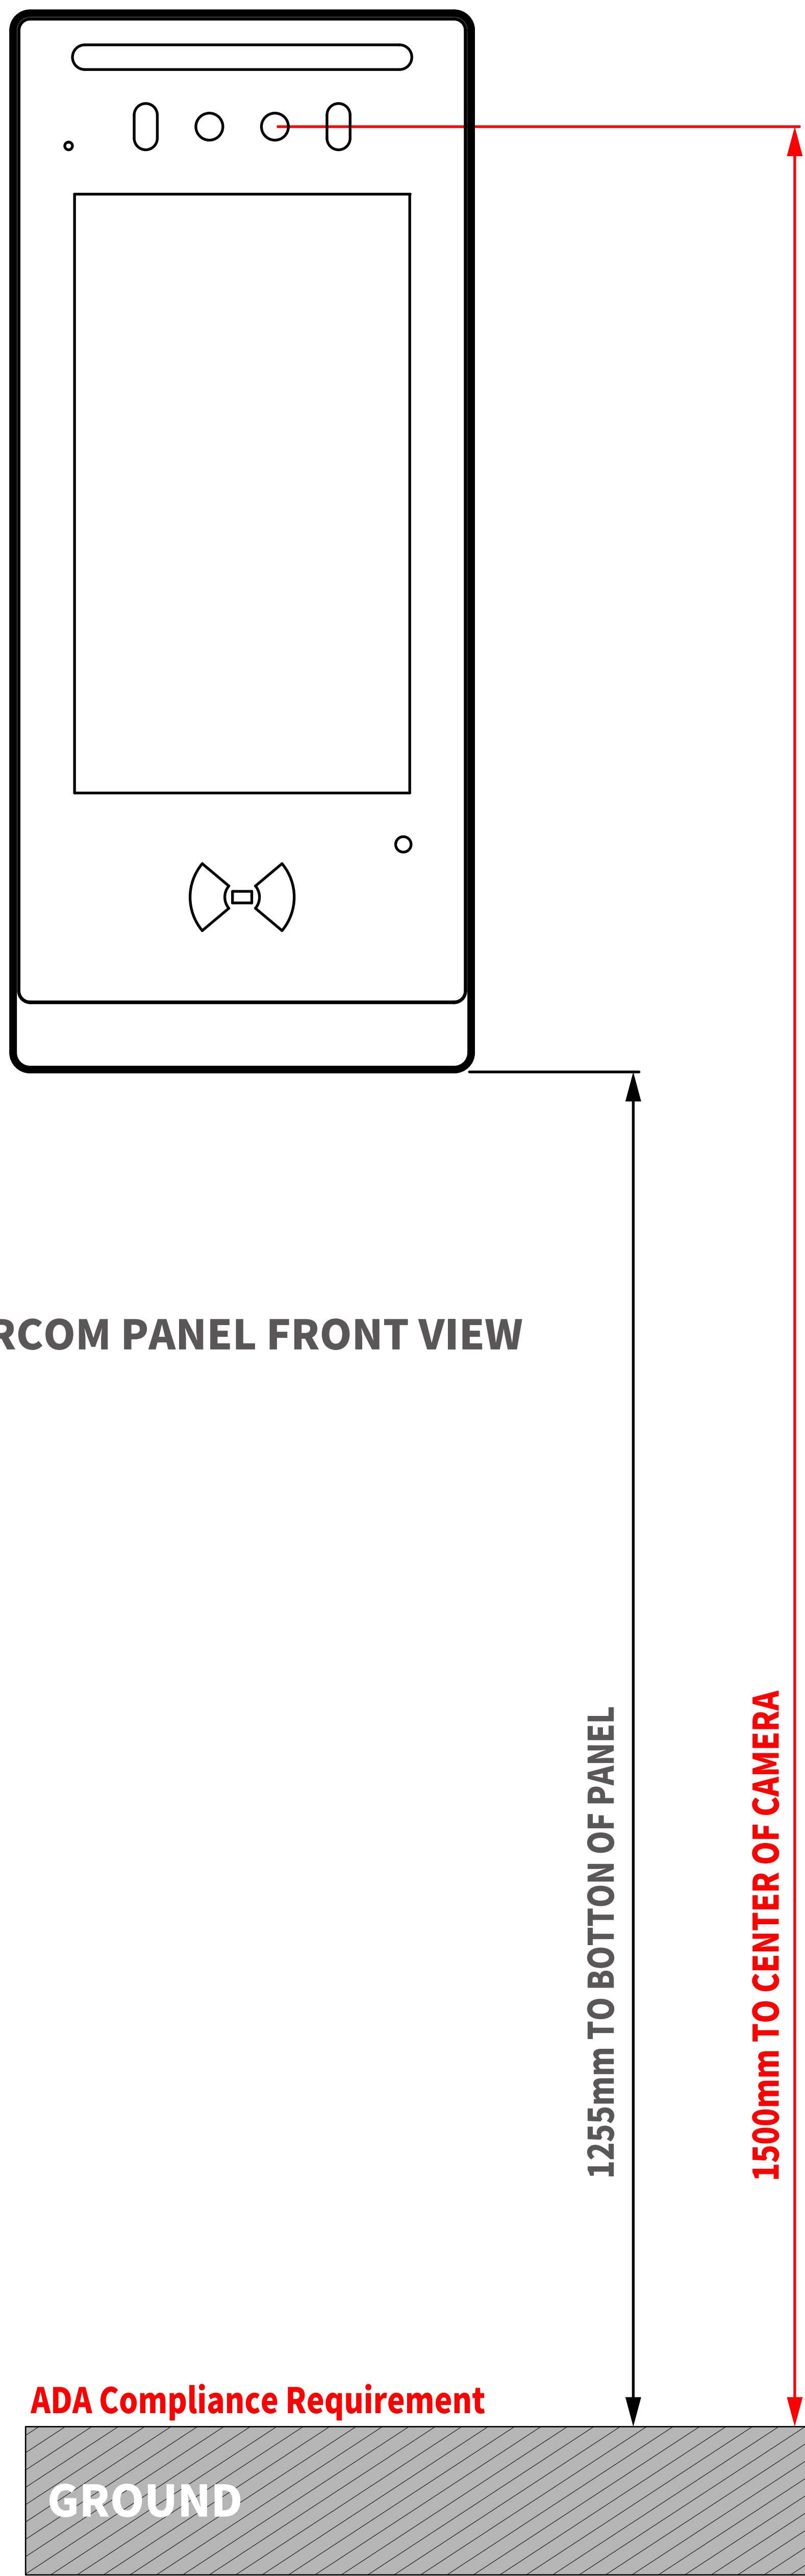 RCOM PANEL FRONT VIEW
1255mm TO BOTTON OF PANEL
1500mm TO CENTER OF CAMERA
ADA Compliance Requirement
GROUND